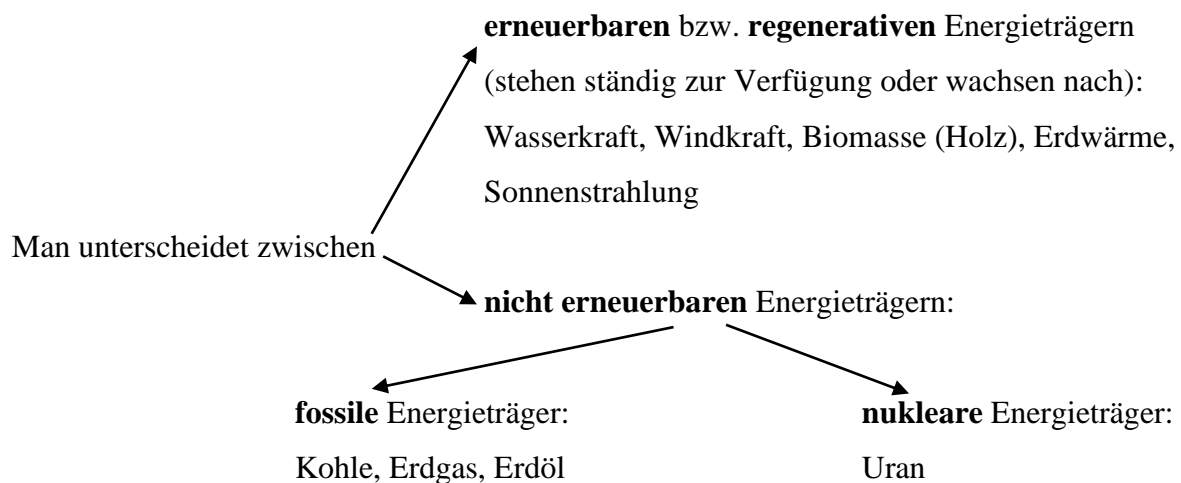 erneuerbaren bzw. regenerativen Energieträgern
(stehen ständig zur Verfügung oder wachsen nach):
Wasserkraft, Windkraft, Biomasse (Holz), Erdwärme,
Sonnenstrahlung
Man unterscheidet zwischen
nicht erneuerbaren Energieträgern:
fossile Energieträger:
Kohle, Erdgas, Erdöl
nukleare Energieträger:
Uran